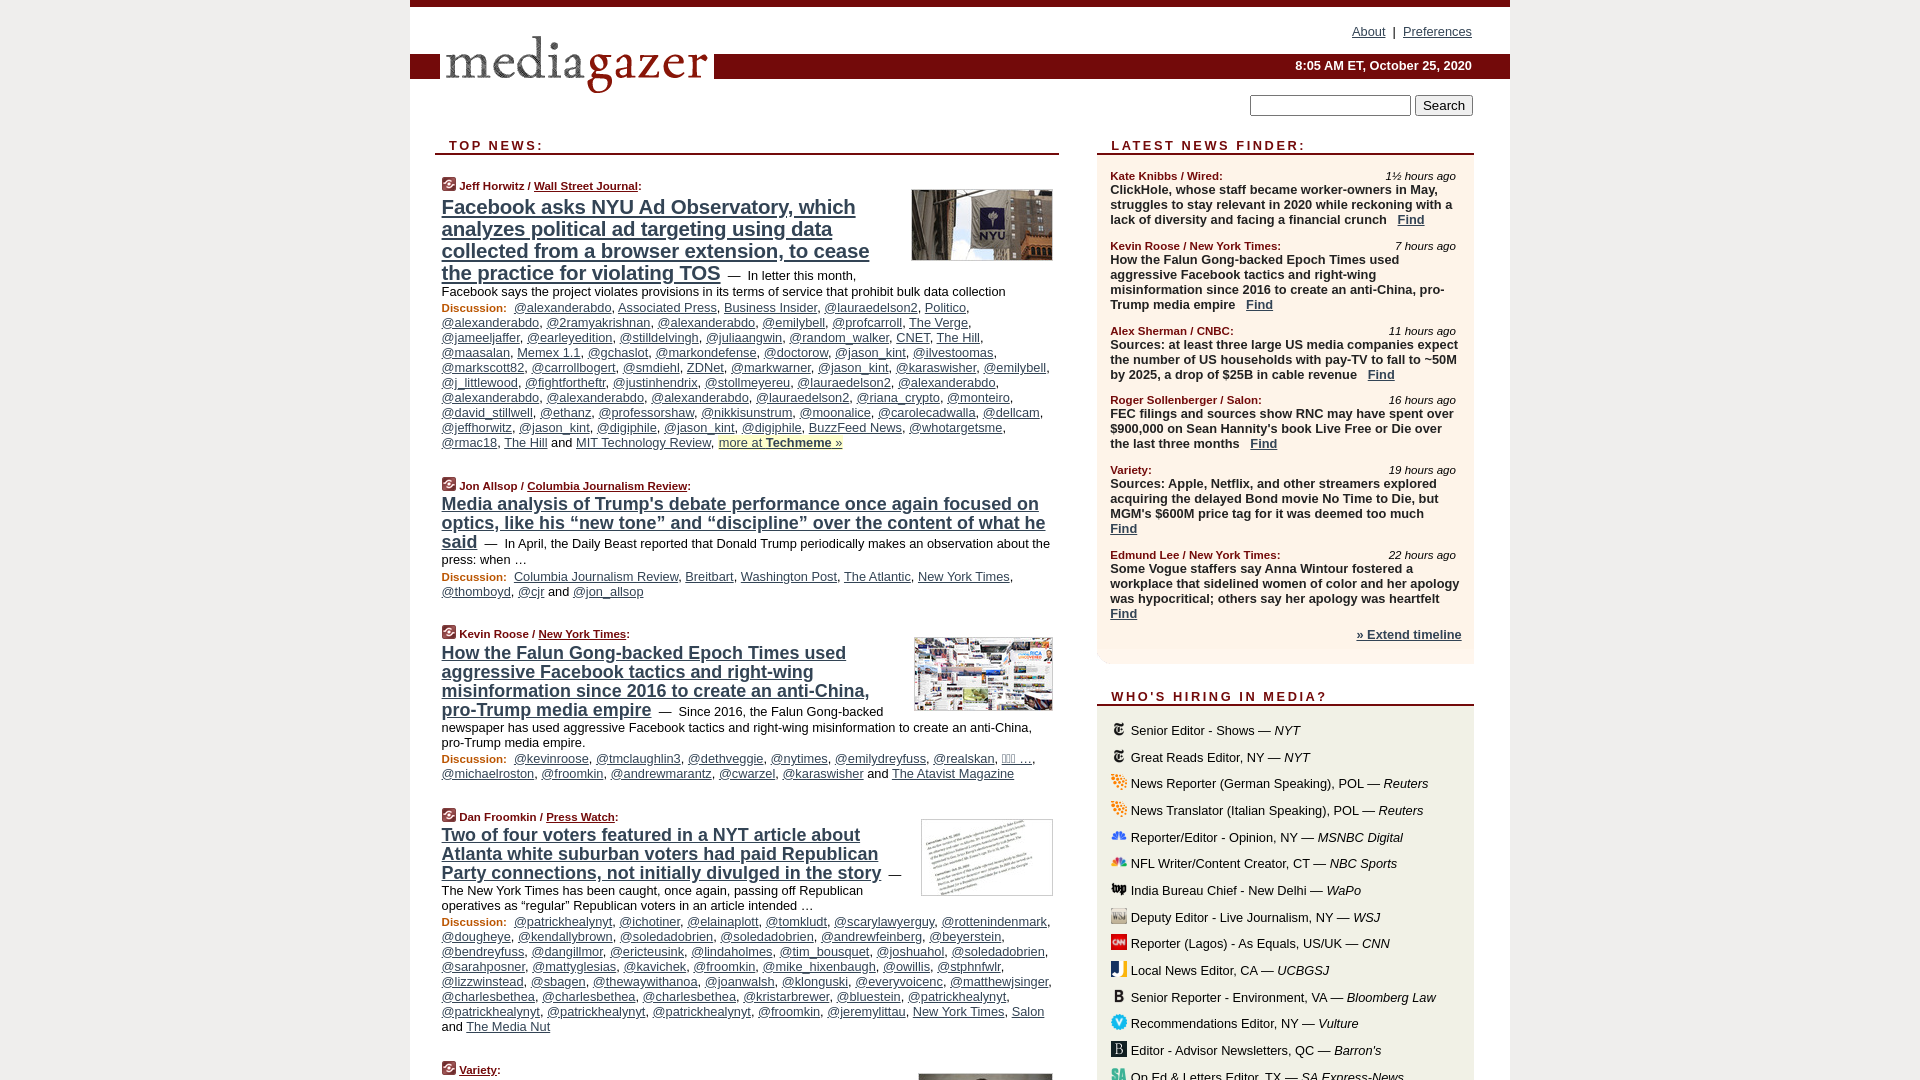 About | Preferences
mediagazer
8:05 AM ET, October 25, 2020
Search
TOP NEWS:
Jeff Horwitz / Wall Street Journal:
Facebook asks NYU Ad Observatory, which
analyzes political ad targeting using data
collected from a browser extension, to cease
the practice for violating TOS — In letter this month,
Facebook says the project violates provisions in its terms of service that prohibit bulk data collection
NYU
Discussion: @alexanderabdo, Associated Press, Business Insider, @lauraedelson2, Politico,
@alexanderabdo, @2ramyakrishnan, @alexanderabdo, @emilybell, @profcarroll, The Verge,
@jameeljaffer, @earleyedition, @stilldelvingh, @juliaangwin, @random_walker, CNET, The Hill,
@maasalan, Memex 1.1, @gchaslot, @markondefense, @doctorow, @jason_kint, @ilvestoomas,
@markscott82, @carrollbogert, @smdiehl, ZDNet, @markwarner, @jason_kint, @karaswisher, @emilybell,
@j_littlewood, @fightfortheftr, @justinhendrix, @stollmeyereu, @lauraedelson2, @alexanderabdo,
@alexanderabdo, @alexanderabdo, @alexanderabdo, @lauraedelson2, @riana_crypto, @monteiro,
@david_stillwell, @ethanz, @professorshaw, @nikkisunstrum, @moonalice, @carolecadwalla, @dellcam,
@jeffhorwitz, @jason_kint, @digiphile, @jason_kint, @digiphile, BuzzFeed News, @whotargetsme,
@rmac18, The Hill and MIT Technology Review, more at Techmeme »
Jon Allsop / Columbia Journalism Review:
Media analysis of Trump's debate performance once again focused on
optics, like his “new tone” and “discipline” over the content of what he
said — In April, the Daily Beast reported that Donald Trump periodically makes an observation about the
press: when …
Discussion: Columbia Journalism Review, Breitbart, Washington Post, The Atlantic, New York Times,
@thomboyd, @cjr and @jon_allsop
Kevin Roose / New York Times:
How the Falun Gong-backed Epoch Times used
aggressive Facebook tactics and right-wing
misinformation since 2016 to create an anti-China,
pro-Trump media empire — Since 2016, the Falun Gong-backed
newspaper has used aggressive Facebook tactics and right-wing misinformation to create an anti-China,
pro-Trump media empire.
Discussion: @kevinroose, @tmclaughlin3, @dethveggie, @nytimes, @emilydreyfuss, @realskan, …,
@michaelroston, @froomkin, @andrewmarantz, @cwarzel, @karaswisher and The Atavist Magazine
Dan Froomkin / Press Watch:
Two of four voters featured in a NYT article about
Atlanta white suburban voters had paid Republican
Party connections, not initially divulged in the story —
The New York Times has been caught, once again, passing off Republican
operatives as “regular” Republican voters in an article intended …
Discussion: @patrickhealynyt, @ichotiner, @elainaplott, @tomkludt, @scarylawyerguy, @rottenindenmark,
@dougheye, @kendallybrown, @soledadobrien, @soledadobrien, @andrewfeinberg, @beyerstein,
@bendreyfuss, @dangillmor, @ericteusink, @lindaholmes, @tim_bousquet, @joshuahol, @soledadobrien,
@sarahposner, @mattyglesias, @kavichek, @froomkin, @mike_hixenbaugh, @owillis, @stphnfwlr,
@lizzwinstead, @sbagen, @thewaywithanoa, @joanwalsh, @klonguski, @everyvoicenc, @matthewjsinger,
@charlesbethea, @charlesbethea, @charlesbethea, @kristarbrewer, @bluestein, @patrickhealynyt,
@patrickhealynyt, @patrickhealynyt, @patrickhealynyt, @froomkin, @jeremylittau, New York Times, Salon
and The Media Nut
Variety:
LATEST NEWS FINDER:
Kate Knibbs / Wired: 1½ hours ago
ClickHole, whose staff became worker-owners in May,
struggles to stay relevant in 2020 while reckoning with a
lack of diversity and facing a financial crunch Find
Kevin Roose / New York Times: 7 hours ago
How the Falun Gong-backed Epoch Times used
aggressive Facebook tactics and right-wing
misinformation since 2016 to create an anti-China, pro-
Trump media empire Find
Alex Sherman / CNBC: 11 hours ago
Sources: at least three large US media companies expect
the number of US households with pay-TV to fall to ~50M
by 2025, a drop of $25B in cable revenue Find
Roger Sollenberger / Salon: 16 hours ago
FEC filings and sources show RNC may have spent over
$900,000 on Sean Hannity's book Live Free or Die over
the last three months Find
Variety: 19 hours ago
Sources: Apple, Netflix, and other streamers explored
acquiring the delayed Bond movie No Time to Die, but
MGM's $600M price tag for it was deemed too much
Find
Edmund Lee / New York Times: 22 hours ago
Some Vogue staffers say Anna Wintour fostered a
workplace that sidelined women of color and her apology
was hypocritical; others say her apology was heartfelt
Find
» Extend timeline
WHO'S HIRING IN MEDIA?
Senior Editor - Shows — NYT
Great Reads Editor, NY — NYT
News Reporter (German Speaking), POL — Reuters
News Translator (Italian Speaking), POL — Reuters
Reporter/Editor - Opinion, NY — MSNBC Digital
NFL Writer/Content Creator, CT — NBC Sports
India Bureau Chief - New Delhi — WaPo
Deputy Editor - Live Journalism, NY — WSJ
Reporter (Lagos) - As Equals, US/UK — CNN
Local News Editor, CA — UCBGSJ
Senior Reporter - Environment, VA — Bloomberg Law
Recommendations Editor, NY — Vulture
Editor - Advisor Newsletters, QC — Barron's
Op Ed & Letters Editor, TX — SA Express-News